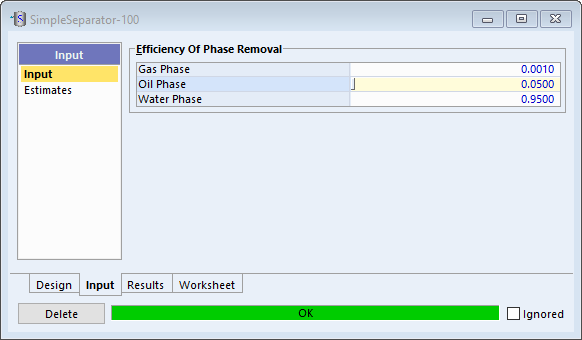 SimpleSeparator-100
Input
Input
Estimates
Efficiency Of Phase Removal
Gas Phase 0.0010
Oil Phase 0.0500
Water Phase 0.9500
Design Input Results Worksheet
Delete OK Ignored